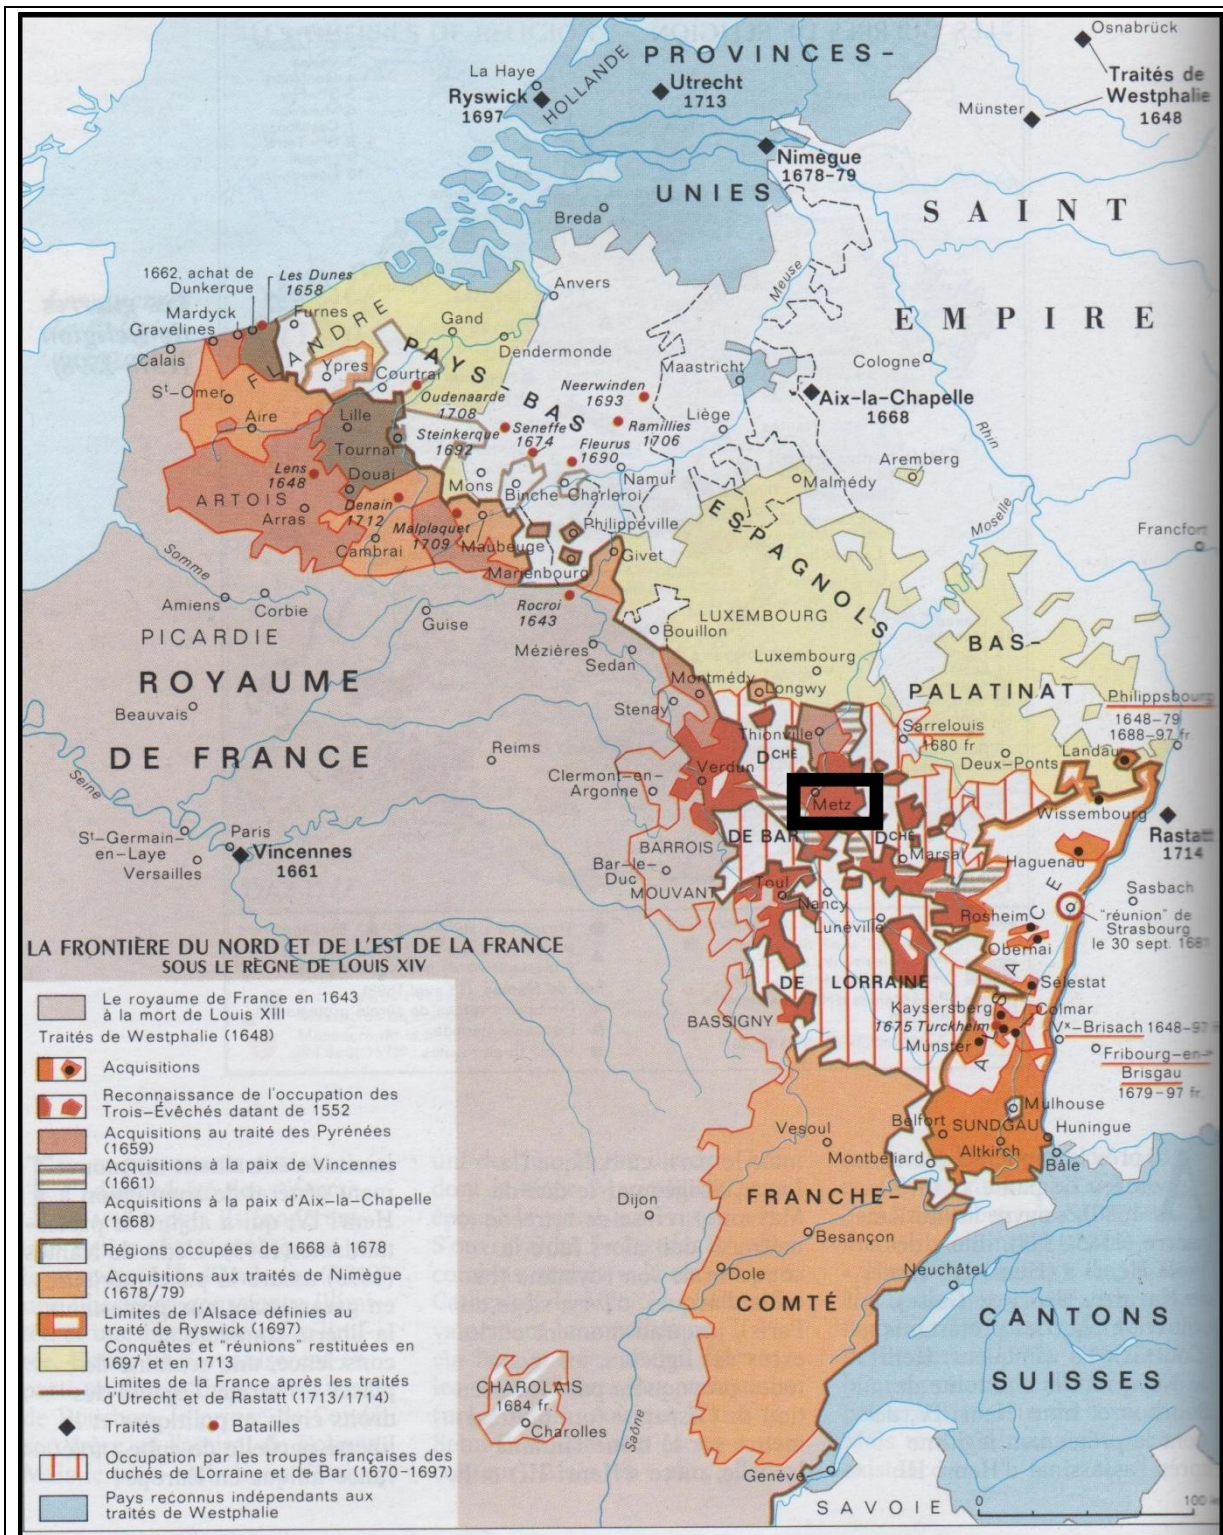 PROVINCES-
Osnabrück
La Haye
HOLLANDE
Utrecht
1713
Traités de
Westphalie
1648
Ryswick
1697
Münster
Nimègue
1678-79
UNIES
SAINT
Breda
1662, achat de
Dunkerque
Les Dunes
1658
Anvers
Meuse
Mardyck
Gravelines
Furnes
FLANDRE
Gand
EMPIRE
Calais
Ypres
Courtrai
PAYS-BAS
Dendermonde
Maastricht
Cologne
St-Omer
Oudenaarde
1708
Neerwinden
1693
Aix-la-Chapelle
1668
Aire
Lille
Steinkerque
1692
Seneffe
1674
Ramillies
1706
Liège
Rhin
Tournai
Fleurus
1690
Aremberg
Lens
1648
Douai
Mons
Binche
Charleroi
Namur
Malmédy
ARTOIS
Arras
Denain
1712
Malplaquet
1709
ESPAGNOLS
Moselle
Francfort
Cambrai
Maubeuge
Philippeville
Givet
Somme
Marienbourg
Amiens
Corbie
Guise
Rocroi
1643
LUXEMBOURG
PICARDIE
Bouillon
BAS-
Mézières
Sedan
Luxembourg
ROYAUME
Montmédy
Longwy
PALATINAT
Philippsbourg
1648-79
1688-97 fr.
Beauvais
Stenay
Thionville
Sarrelouis
1680 fr
DE FRANCE
Reims
DCHÉ
Deux-Ponts
Landau
Seine
Clermont-en-
Argonne
Verdun
Metz
Wissembourg
St-Germain-
en-Laye
Paris
Versailles
Vincennes
1661
DE BAR
DCHÉ
Rastatt
1714
BARROIS
Marsal
Haguenau
Bar-le-
Duc
MOUVANT
Toul
Nancy
Sasbach
Lunéville
Rosheim
"réunion" de
Strasbourg
le 30 sept. 1681
Obernai
ALSACE
DE LORRAINE
Sélestat
BASSIGNY
Kaysersberg
Colmar
1675 Turckheim
Munster
Vx-Brisach 1648-97 fr
Fribourg-en-
Brisgau
1679-97 fr.
Mulhouse
Vesoul
Belfort
SUNDGAU
Huningue
Montbéliard
Altkirch
Bâle
Dijon
FRANCHE-
Besançon
Dole
Neuchâtel
COMTÉ
CANTONS
SUISSES
CHAROLAIS
1684 fr.
Charolles
Saône
Genève
SAVOIE
0
100 k
LA FRONTIÈRE DU NORD ET DE L'EST DE LA FRANCE
SOUS LE RÈGNE DE LOUIS XIV
Le royaume de France en 1643
à la mort de Louis XIII
Traités de Westphalie (1648)
Acquisitions
Reconnaissance de l'occupation des
Trois-Evêchés datant de 1552
Acquisitions au traité des Pyrénées
(1659)
Acquisitions à la paix de Vincennes
(1661)
Acquisitions à la paix d'Aix-la-Chapelle
(1668)
Régions occupées de 1668 à 1678
Acquisitions aux traités de Nimègue
(1678/79)
Limites de l'Alsace définies au
traité de Ryswick (1697)
Conquêtes et "réunions" restituées en
1697 et en 1713
Limites de la France après les traités
d'Utrecht et de Rastatt (1713/1714)
Traités
Batailles
Occupation par les troupes françaises des
duchés de Lorraine et de Bar (1670-1697)
Pays reconnus indépendants aux
traités de Westphalie